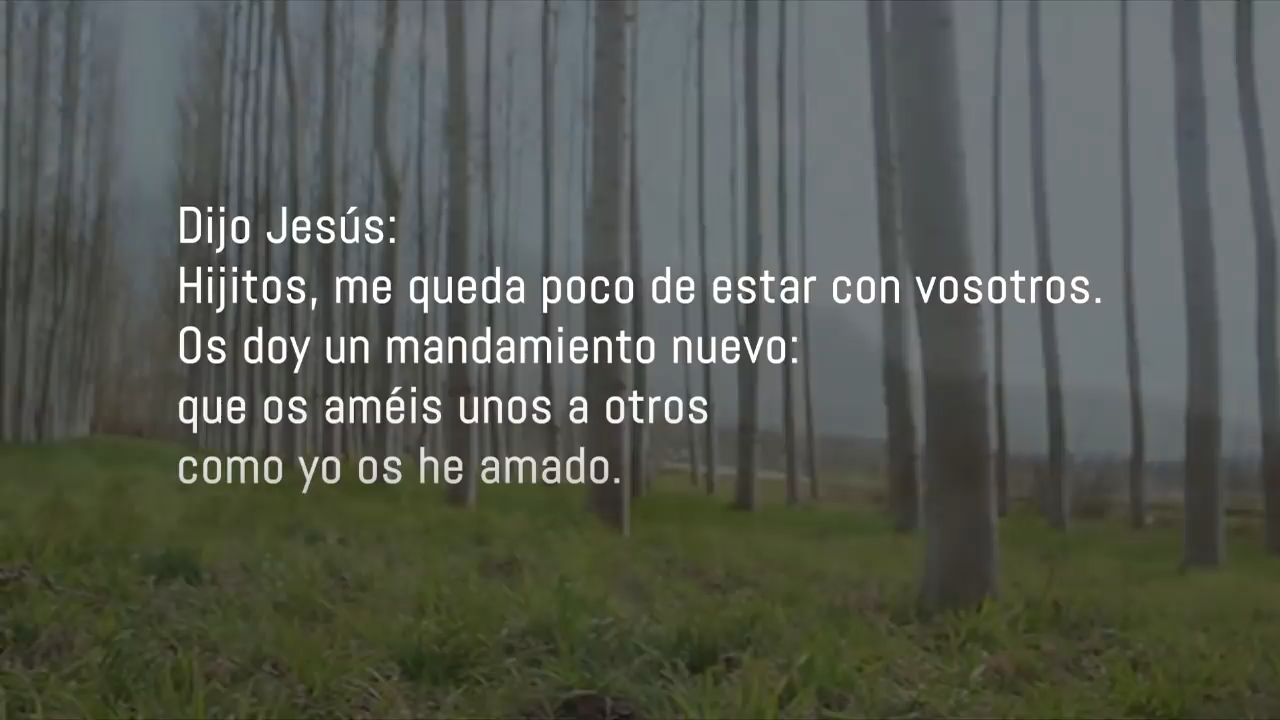 Dijo Jesús:
Hijitos, me queda poco de estar con vosotros.
Os doy un mandamiento nuevo:
que os améis unos a otros
como yo os he amado.